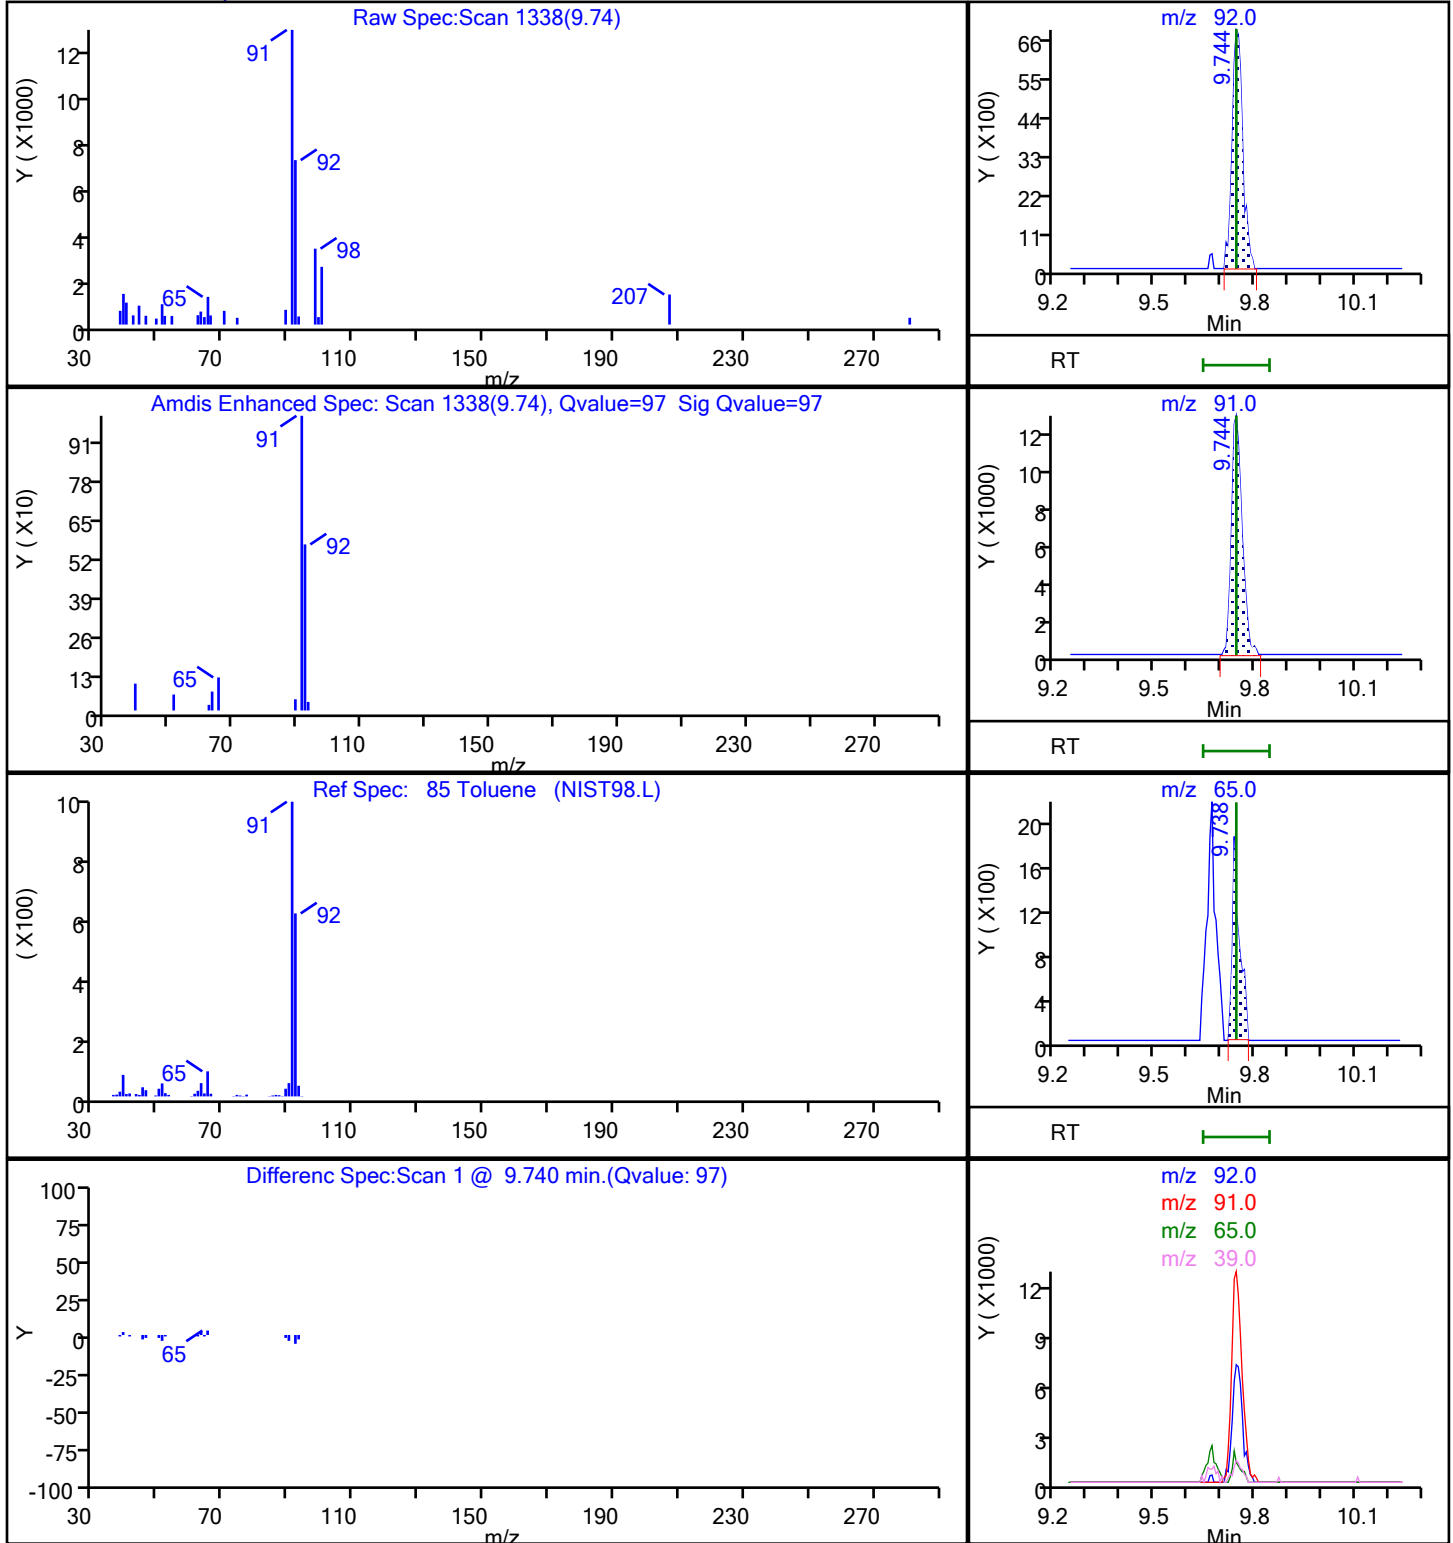 Raw Spec:Scan 1338(9.74)
Y ( X1000)
12
10
8
6
4
2
0
91
92
98
65
207
30 70 110 150 190 230 270
m/z
m/z 92.0
Y ( X100)
66
55
44
33
22
11
0
9.744
9.2 9.5 9.8 10.1
Min
RT
Amdis Enhanced Spec: Scan 1338(9.74), Qvalue=97 Sig Qvalue=97
Y ( X10)
91
78
65
52
39
26
13
0
91
92
65
30 70 110 150 190 230 270
m/z
m/z 91.0
Y ( X1000)
12
10
8
6
4
2
0
9.744
9.2 9.5 9.8 10.1
Min
RT
Ref Spec: 85 Toluene (NIST98.L)
( X100)
10
8
6
4
2
0
91
92
65
30 70 110 150 190 230 270
m/z 65.0
Y ( X100)
20
16
12
8
4
0
9.738
9.2 9.5 9.8 10.1
Min
RT
Differenc Spec:Scan 1 @ 9.740 min.(Qvalue: 97)
Y
100
75
50
25
0
-25
-50
-75
-100
65
30 70 110 150 190 230 270
m/z
m/z 92.0
m/z 91.0
m/z 65.0
m/z 39.0
Y ( X1000)
12
9
6
3
0
9.2 9.5 9.8 10.1
Min